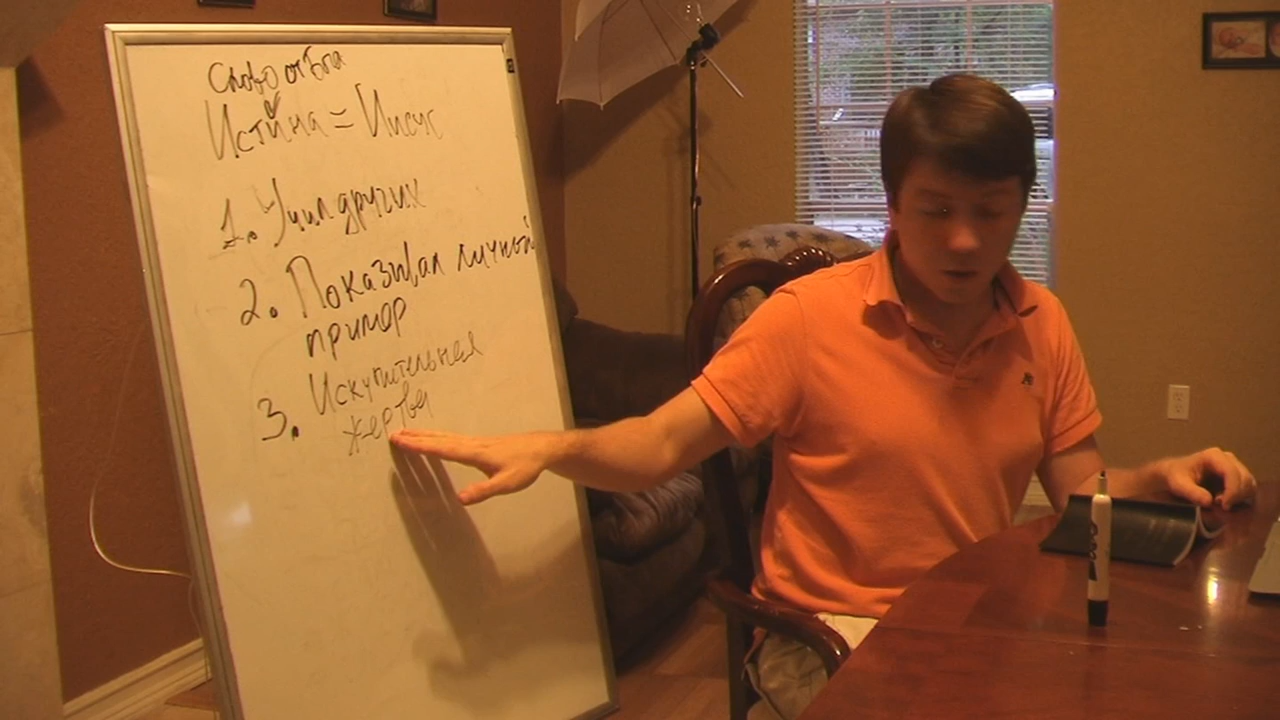 Слово от Бога
Истина = Иисус
1. Учил других
2. Показывал личный
пример
3. Искупительная
жертва